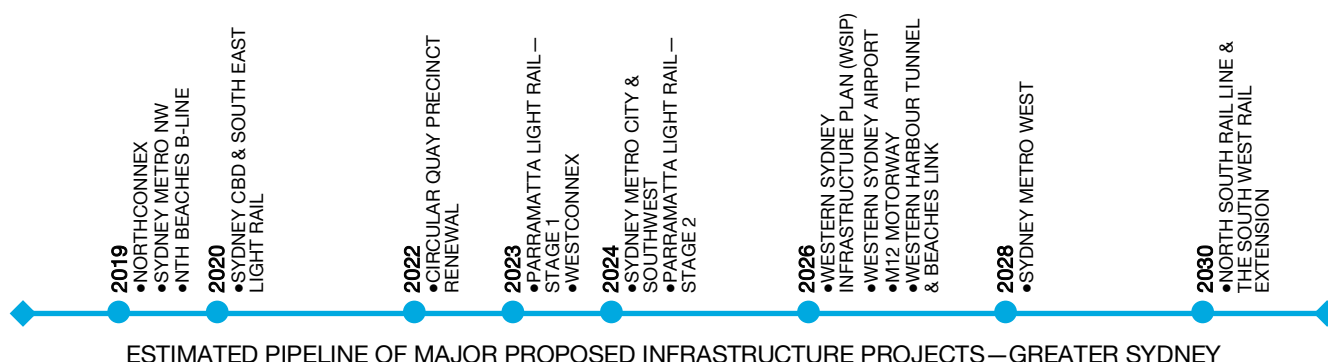 2019
•NORTHCONNEX
•SYDNEY METRO NW
•NTH BEACHES B-LINE
2020
•SYDNEY CBD & SOUTH EAST
LIGHT RAIL
2022
•CIRCULAR QUAY PRECINCT
RENEWAL
2023
•PARRAMATTA LIGHT RAIL—
STAGE 1
•WESTCONNEX
2024
•SYDNEY METRO CITY &
SOUTHWEST
•PARRAMATTA LIGHT RAIL—
STAGE 2
2026
•WESTERN SYDNEY
INFRASTRUCTURE PLAN (WSIP)
•WESTERN SYDNEY AIRPORT
•M12 MOTORWAY
•WESTERN HARBOUR TUNNEL
& BEACHES LINK
2028
•SYDNEY METRO WEST
2030
•NORTH SOUTH RAIL LINE &
THE SOUTH WEST RAIL
EXTENSION
ESTIMATED PIPELINE OF MAJOR PROPOSED INFRASTRUCTURE PROJECTS—GREATER SYDNEY